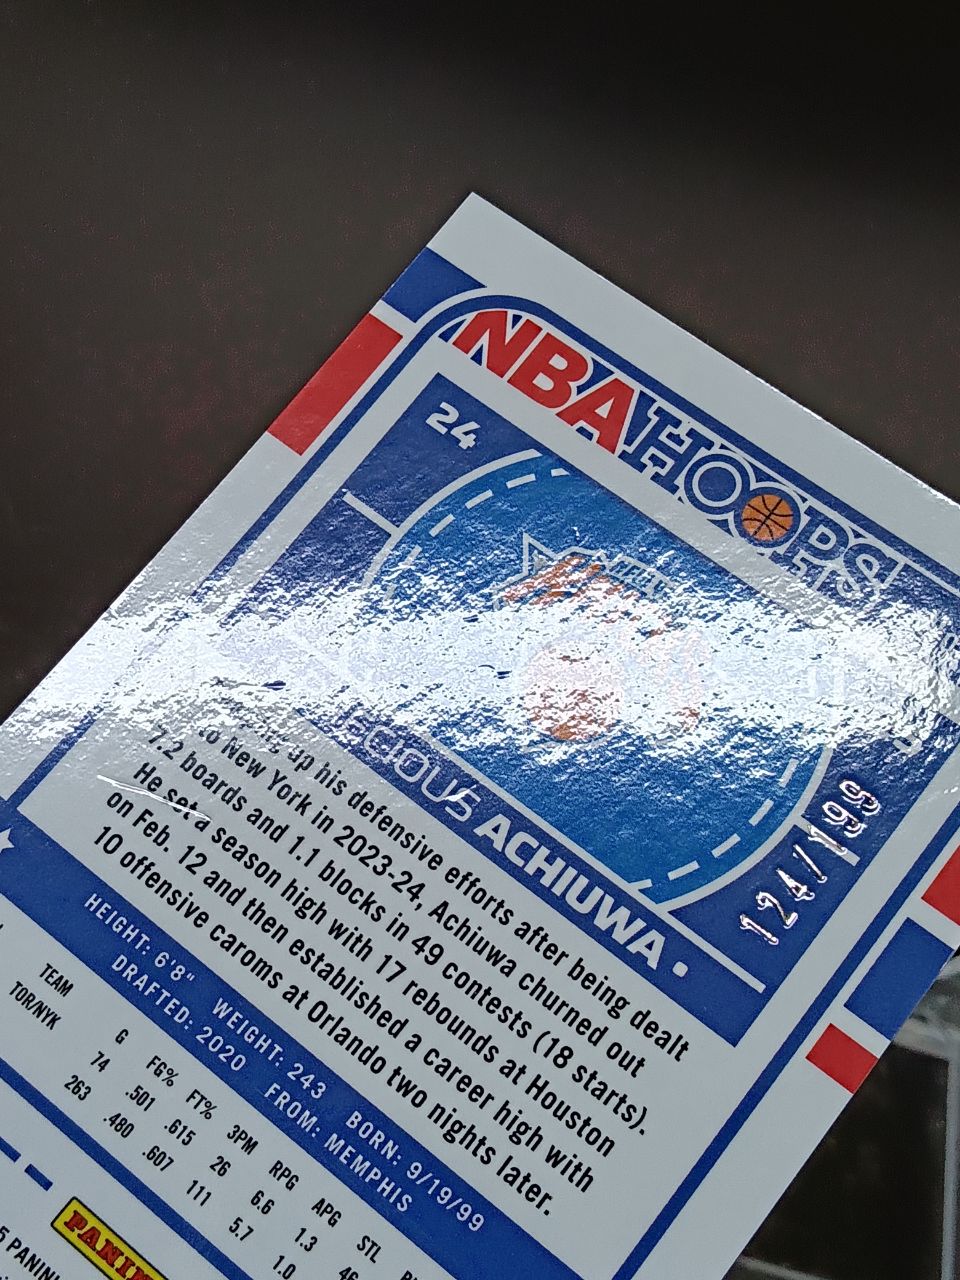 NBA HOOPS
24
124/199
ACHIUWA •
up his defensive efforts after being dealt
to New York in 2023-24, Achiuwa churned out
7.2 boards and 1.1 blocks in 49 contests (18 starts).
He set a season high with 17 rebounds at Houston
on Feb. 12 and then established a career high with
10 offensive caroms at Orlando two nights later.
HEIGHT: 6'8" WEIGHT: 243 BORN: 9/19/99
DRAFTED: 2020 FROM: MEMPHIS
TEAM G FG% FT% 3PM RPG APG STL
TOR/NYK 74 .501 .615 26 6.6 1.3 46
263 .480 .607 111 5.7 1.0
PANINI